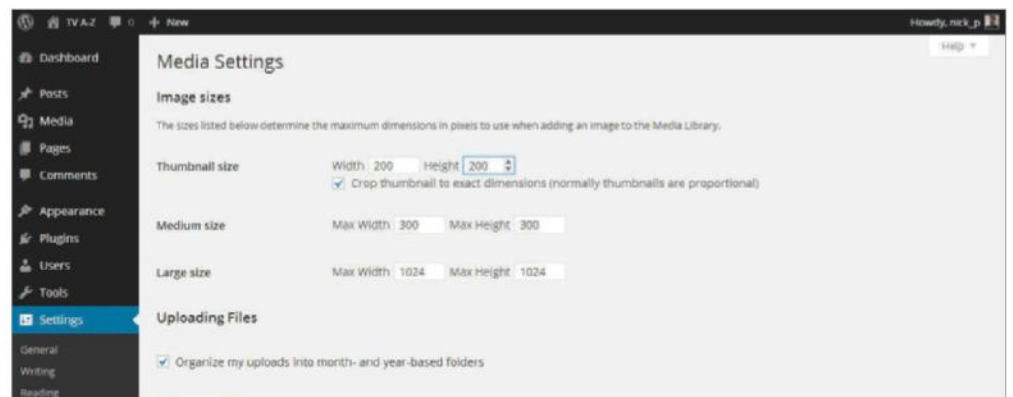 TV A-Z 0 + New Howdy, nick_p
Help
Dashboard
Posts
Media
Pages
Comments
Appearance
Plugins
Users
Tools
Settings
General
Writing
Reading
Media Settings
Image sizes
The sizes listed below determine the maximum dimensions in pixels to use when adding an image to the Media Library.
Thumbnail size Width 200 Height 200
Crop thumbnail to exact dimensions (normally thumbnails are proportional)
Medium size Max Width 300 Max Height 300
Large size Max Width 1024 Max Height 1024
Uploading Files
Organize my uploads into month- and year-based folders